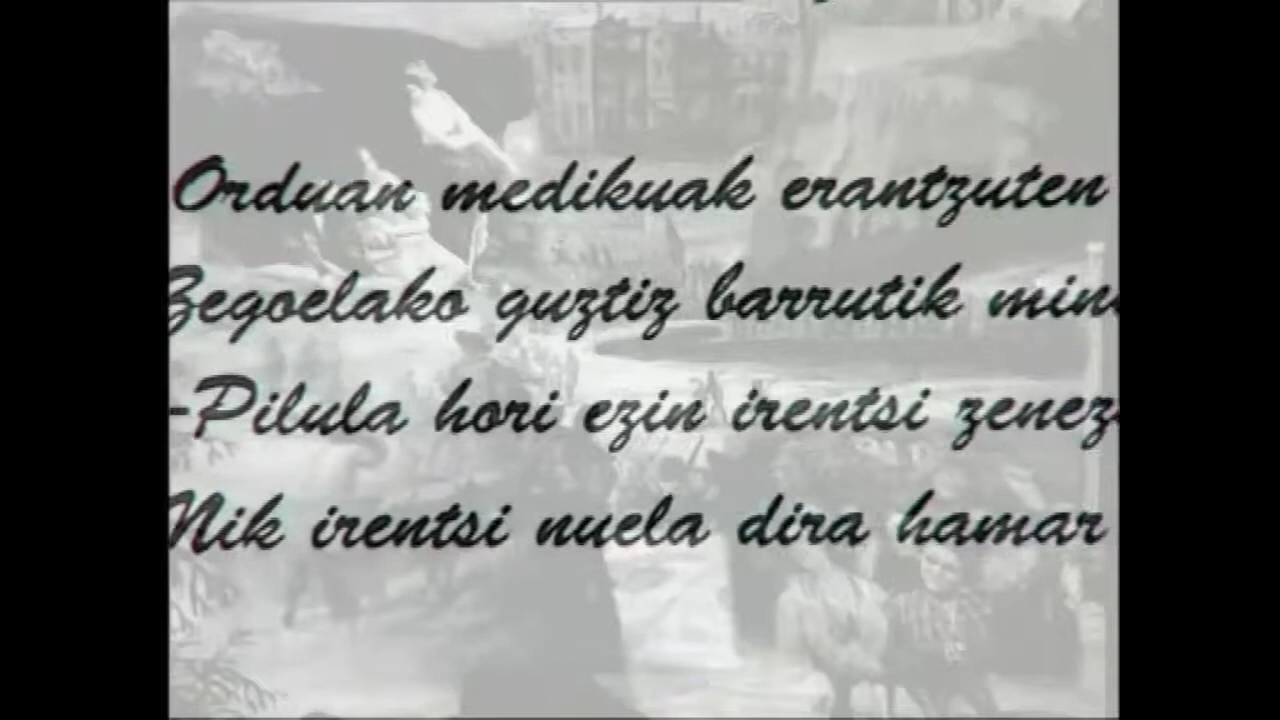 Orduan medikuak erantzuten
Zegoelako guztiz barrutik
-Pilula hori ezin irentsi
Nik irentsi nuela dira hamar